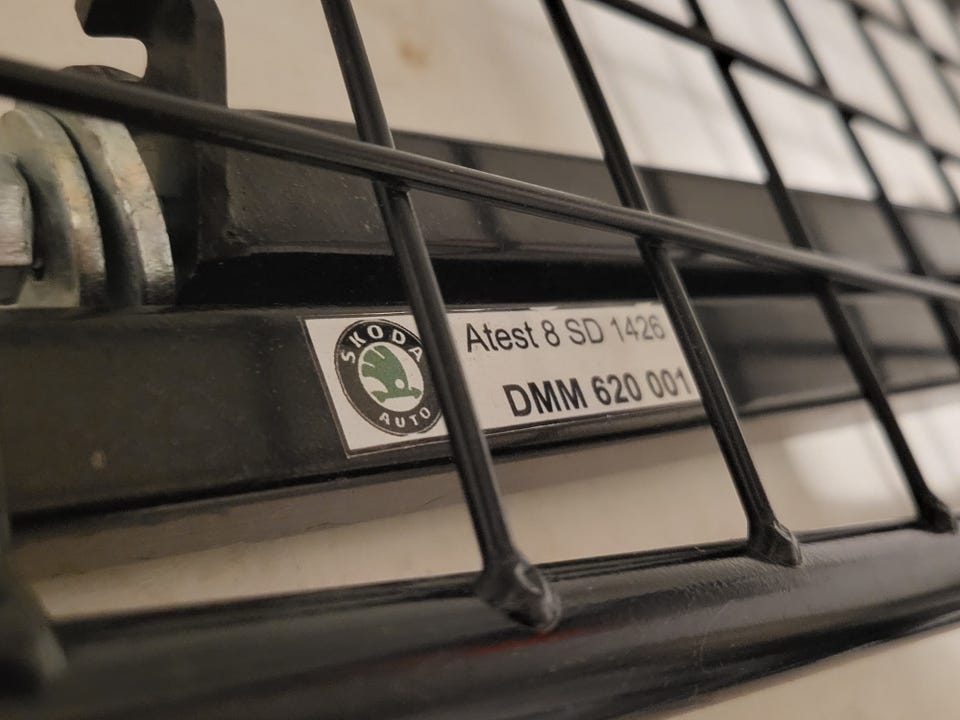 SKODA
AUTO
Atest 8 SD 1426
DMM 620 001